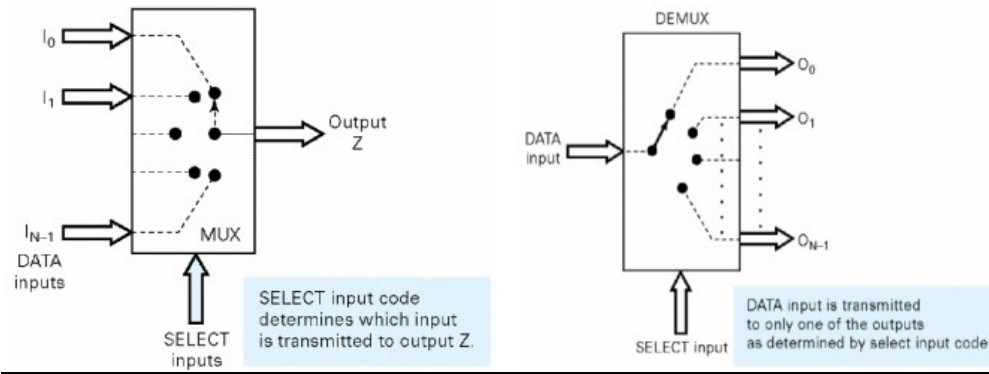 I0
I1
IN–1
DATA
inputs
MUX
Output
Z
SELECT
inputs
SELECT input code
determines which input
is transmitted to output Z.
DEMUX
DATA
input
O0
O1
ON–1
SELECT input
DATA input is transmitted
to only one of the outputs
as determined by select input code